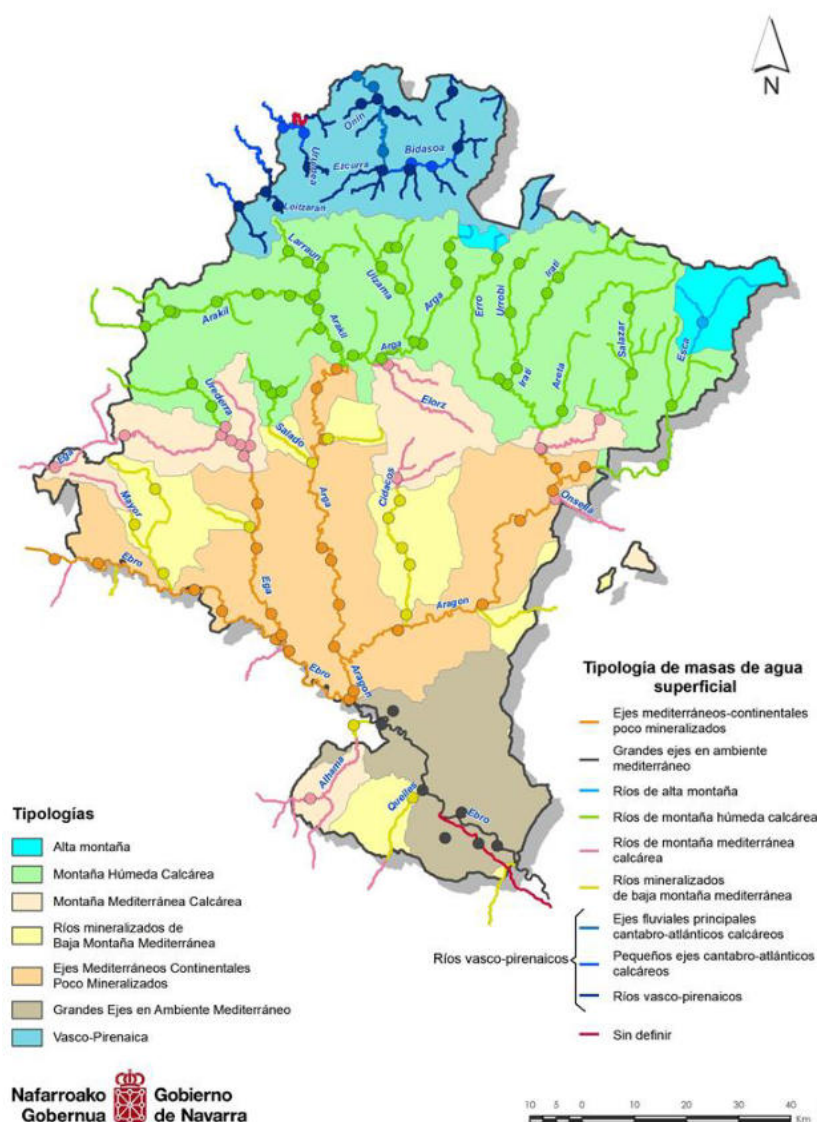 N
Onin
Urumea
Bidasoa
Ezcurra
Leitzaran
Larraun
Ulzama
Arga
Erro
Urrobi
Irati
Arakil
Arakil
Salazar
Esca
Arga
Irati
Areta
Urederra
Elorz
Salado
Ega
Mayor
Arga
Cidacos
Onsella
Ebro
Ega
Aragon
Ebro
Aragon
Alhama
Queiles
Ebro
Tipología de masas de agua
superficial
Ejes mediterráneos-continentales
poco mineralizados
Grandes ejes en ambiente
mediterráneo
Ríos de alta montaña
Ríos de montaña húmeda calcárea
Ríos de montaña mediterránea
calcárea
Ríos mineralizados
de baja montaña mediterránea
Ríos vasco-pirenaicos
Ejes fluviales principales
cantabro-atlánticos calcáreos
Pequeños ejes cantabro-atlánticos
calcáreos
Ríos vasco-pirenaicos
Sin definir
Tipologías
Alta montaña
Montaña Húmeda Calcárea
Montaña Mediterránea Calcárea
Ríos mineralizados de
Baja Montaña Mediterránea
Ejes Mediterráneos Continentales
Poco Mineralizados
Grandes Ejes en Ambiente Mediterráneo
Vasco-Pirenaica
Nafarroako Gobierno
Gobernua de Navarra
10 5 0 10 20 30 40
Km